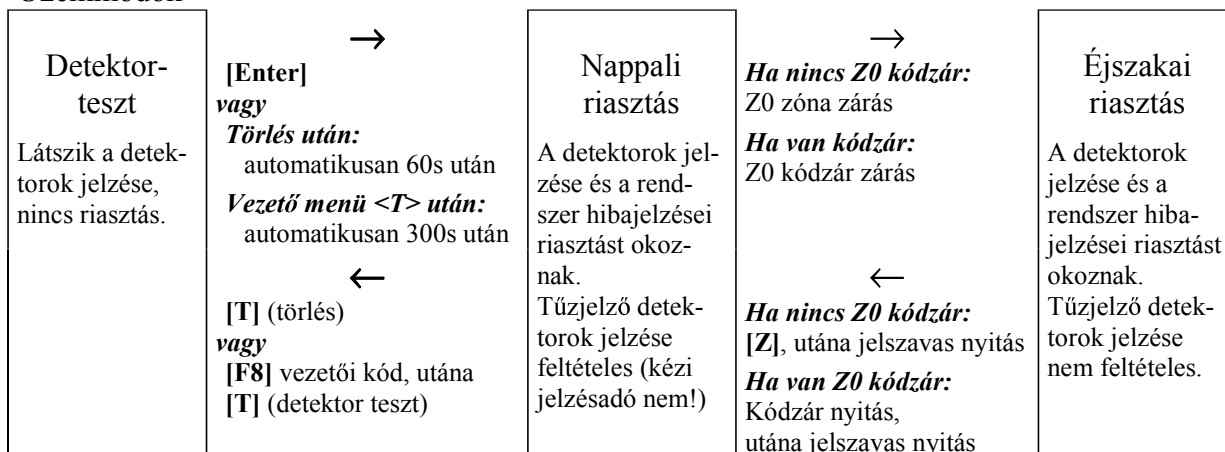 Detektor-
teszt
Látszik a detek-
torok jelzése,
nincs riasztás.
→
[Enter]
vagy
Törlés után:
automatikusan 60s után
Vezető menü <T> után:
automatikusan 300s után
←
[T] (törlés)
vagy
[F8] vezetői kód, utána
[T] (detektor teszt)
Nappali
riasztás
A detektorok jel-
zése és a rend-
szer hibajelzései
riasztást okoz-
nak.
Tűzjelző detek-
torok jelzése
feltételes (kézi
jelzésadó nem!)
→
Ha nincs Z0 kódzár:
Z0 zóna zárás
Ha van kódzár:
Z0 kódzár zárás
←
Ha nincs Z0 kódzár:
[Z], utána jelszavas nyitás
Ha van Z0 kódzár:
Kódzár nyitás,
utána jelszavas nyitás
Éjszakai
riasztás
A detektorok
jelzése és a
rendszer hiba-
jelzései riasztást
okoznak.
Tűzjelző detek-
torok jelzése
nem feltételes.